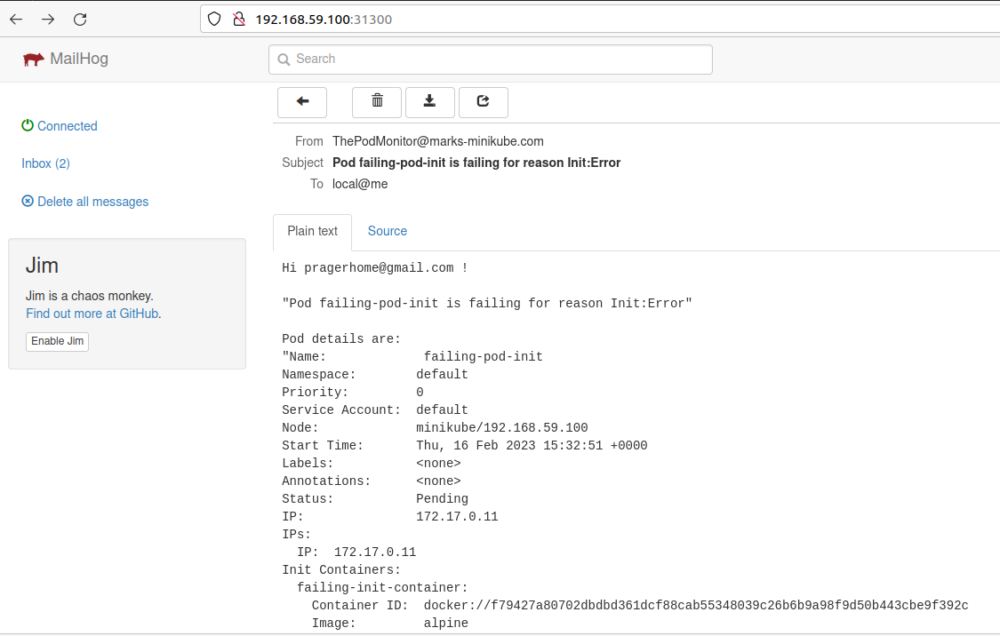 192.168.59.100:31300
MailHog
Search
Connected
Inbox (2)
Delete all messages
Jim
Jim is a chaos monkey.
Find out more at GitHub.
Enable Jim
From ThePodMonitor@marks-minikube.com
Subject Pod failing-pod-init is failing for reason Init:Error
To local@me
Plain text Source
Hi pragerhome@gmail.com !
"Pod failing-pod-init is failing for reason Init:Error"
Pod details are:
"Name:             failing-pod-init
Namespace:        default
Priority:         0
Service Account:  default
Node:             minikube/192.168.59.100
Start Time:       Thu, 16 Feb 2023 15:32:51 +0000
Labels:           <none>
Annotations:      <none>
Status:           Pending
IP:               172.17.0.11
IPs:
  IP:  172.17.0.11
Init Containers:
  failing-init-container:
    Container ID:  docker://f79427a80702dbdbd361dcf88cab55348039c26b6b9a98f9d50b443cbe9f392c
    Image:         alpine